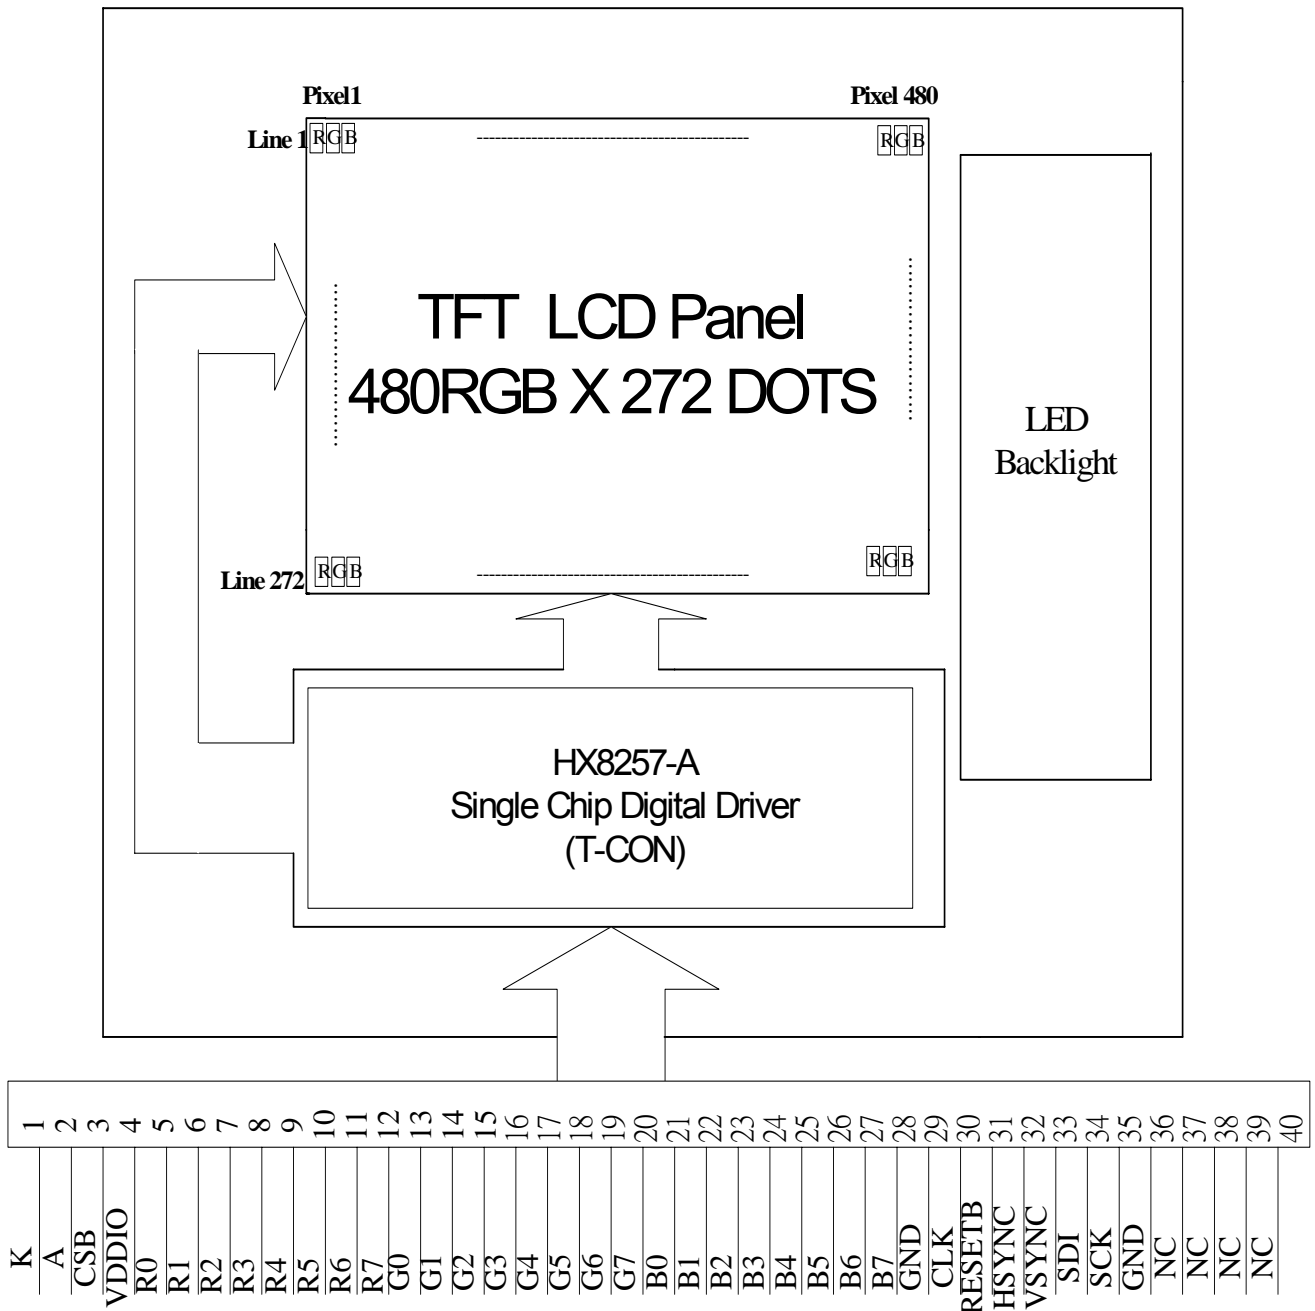 Pixel1
Pixel 480
Line 1
R G B
R G B
TFT LCD Panel
480RGB X 272 DOTS
LED
Backlight
Line 272
R G B
R G B
HX8257-A
Single Chip Digital Driver
(T-CON)
1 2 3 4 5 6 7 8 9 10 11 12 13 14 15 16 17 18 19 20 21 22 23 24 25 26 27 28 29 30 31 32 33 34 35 36 37 38 39 40
K A CSB VDDIO R0 R1 R2 R3 R4 R5 R6 R7 G0 G1 G2 G3 G4 G5 G6 G7 B0 B1 B2 B3 B4 B5 B6 B7 GND CLK RESETB HSYNC VSYNC SDI SCK GND NC NC NC NC